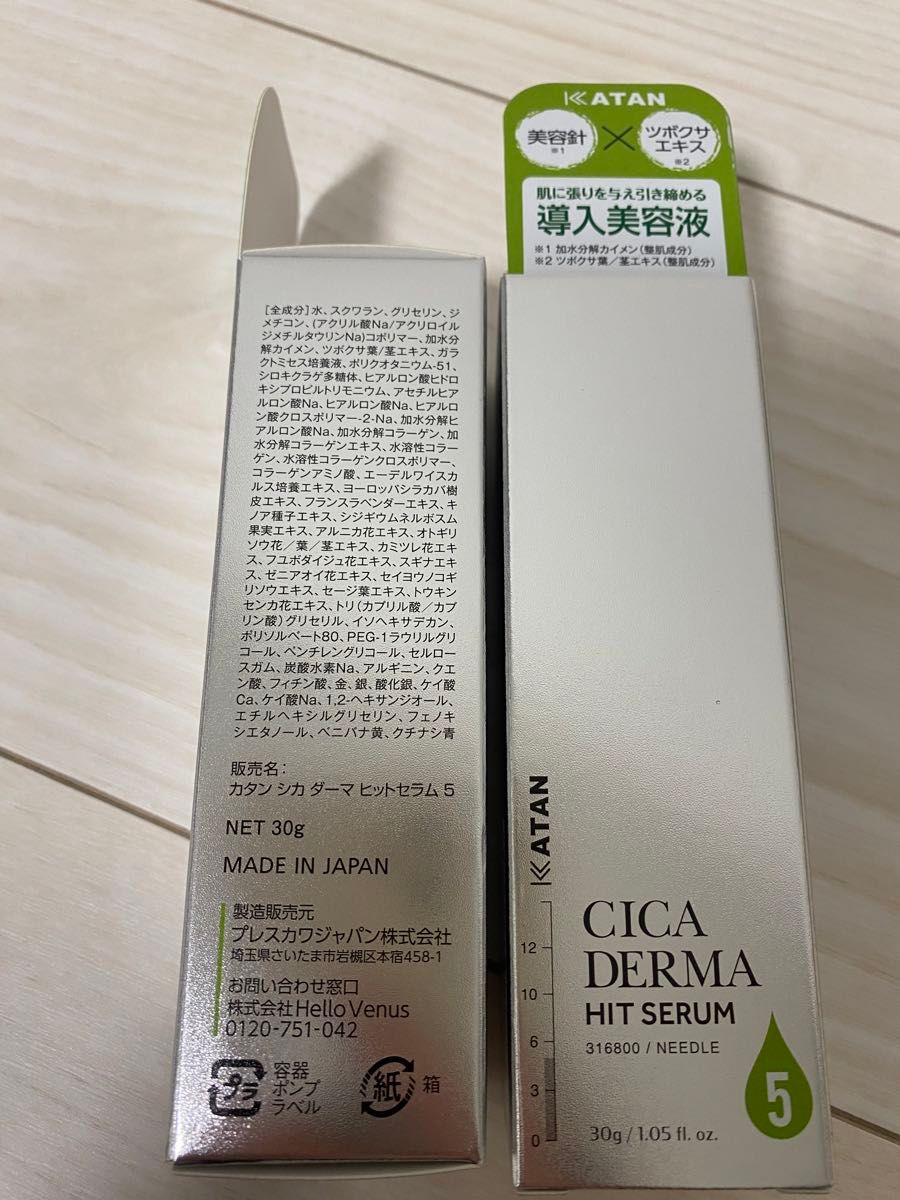 [全成分]水、スクワラン、グリセリン、ジ
メチコン、(アクリル酸Na/アクリロイル
ジメチルタウリンNa)コポリマー、加水分
解カイメン、ツボクサ葉/茎エキス、ガラ
クトミセス培養液、ポリクオタニウム-51、
シロキクラゲ多糖体、ヒアルロン酸ヒドロ
キシプロピルトリモニウム、アセチルヒア
ルロン酸Na、ヒアルロン酸Na、ヒアルロ
ン酸クロスポリマー-2-Na、加水分解ヒ
アルロン酸Na、加水分解コラーゲン、加
水分解コラーゲンエキス、水溶性コラー
ゲン、水溶性コラーゲンクロスポリマー、
コラーゲンアミノ酸、エーデルワイスカ
ルス培養エキス、ヨーロッパシラカバ樹
皮エキス、フランスラベンダーエキス、キ
ノア種子エキス、シジギウムネルボスム
果実エキス、アルニカ花エキス、オトギリ
ソウ花/葉/茎エキス、カミツレ花エキ
ス、フユボダイジュ花エキス、スギナエキ
ス、ゼニアオイ花エキス、セイヨウノコギ
リソウエキス、セージ葉エキス、トウキン
センカ花エキス、トリ(カプリル酸/カプ
リン酸)グリセリル、イソヘキサデカン、
ポリソルベート80、PEG-1ラウリルグリ
コール、ペンチレングリコール、セルロー
スガム、炭酸水素Na、アルギニン、クエ
ン酸、フィチン酸、金、銀、酸化銀、ケイ酸
Ca、ケイ酸Na、1,2-ヘキサンジオール、
エチルヘキシルグリセリン、フェノキ
シエタノール、ベニバナ黄、クチナシ青
販売名:
カタン シカ ダーマ ヒットセラム 5
NET 30g
MADE IN JAPAN
製造販売元
プレスカワジャパン株式会社
埼玉県さいたま市岩槻区本宿458-1
お問い合わせ窓口
株式会社Hello Venus
0120-751-042
プラ 容器
ポンプ
ラベル
紙 箱
KATAN
美容針
※1
×
ツボクサ
エキス
※2
肌に張りを与え引き締める
導入美容液
※1 加水分解カイメン(整肌成分)
※2 ツボクサ葉/茎エキス(整肌成分)
KATAN
12
10
6
3
0
CICA
DERMA
HIT SERUM
316800 / NEEDLE
5
30g / 1.05 fl. oz.